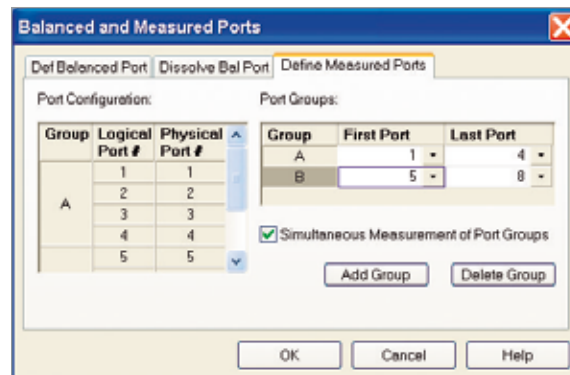 Balanced and Measured Ports
Def Balanced Port Dissolve Bal Port Define Measured Ports
Port Configuration:
Group Logical Port # Physical Port #
A
1 1
2 2
3 3
4 4
5 5
Port Groups:
Group First Port Last Port
A 1 4
B 5 8
Simultaneous Measurement of Port Groups
Add Group Delete Group
OK Cancel Help